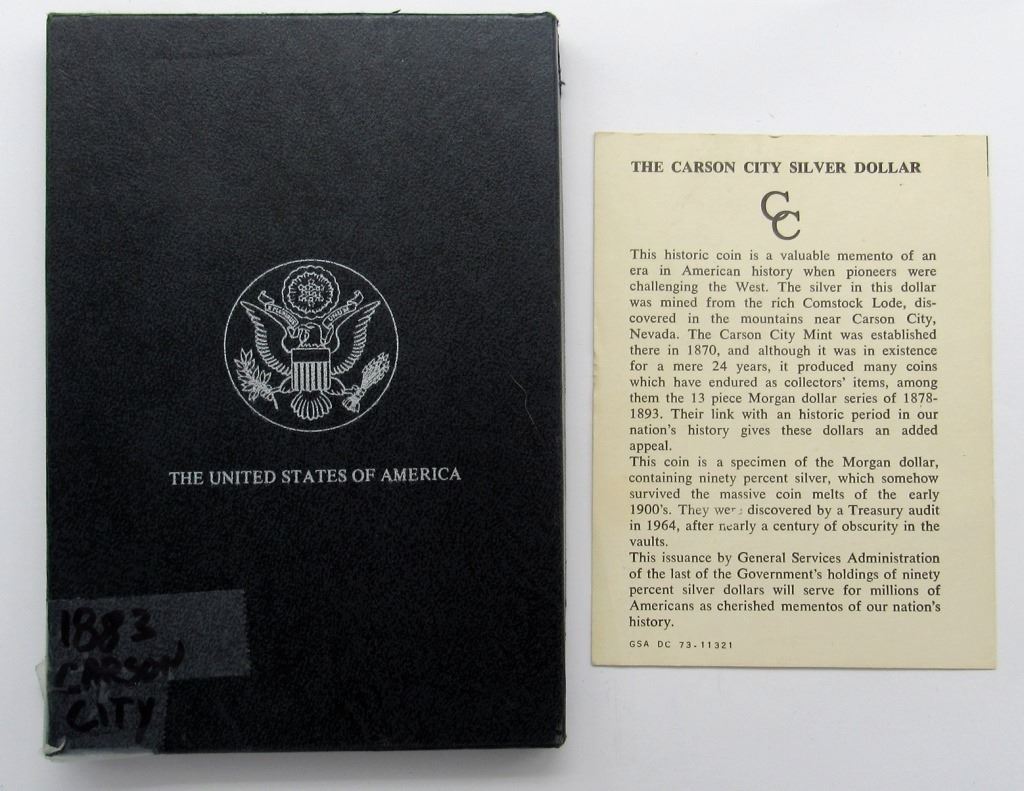 THE UNITED STATES OF AMERICA
1883
CARSON
CITY
THE CARSON CITY SILVER DOLLAR
CC
This historic coin is a valuable memento of an
era in American history when pioneers were
challenging the West. The silver in this dollar
was mined from the rich Comstock Lode, dis-
covered in the mountains near Carson City,
Nevada. The Carson City Mint was established
there in 1870, and although it was in existence
for a mere 24 years, it produced many coins
which have endured as collectors' items, among
them the 13 piece Morgan dollar series of 1878-
1893. Their link with an historic period in our
nation's history gives these dollars an added
appeal.
This coin is a specimen of the Morgan dollar,
containing ninety percent silver, which somehow
survived the massive coin melts of the early
1900's. They were discovered by a Treasury audit
in 1964, after nearly a century of obscurity in the
vaults.
This issuance by General Services Administration
of the last of the Government's holdings of ninety
percent silver dollars will serve for millions of
Americans as cherished mementos of our nation's
history.
GSA DC 73-11321